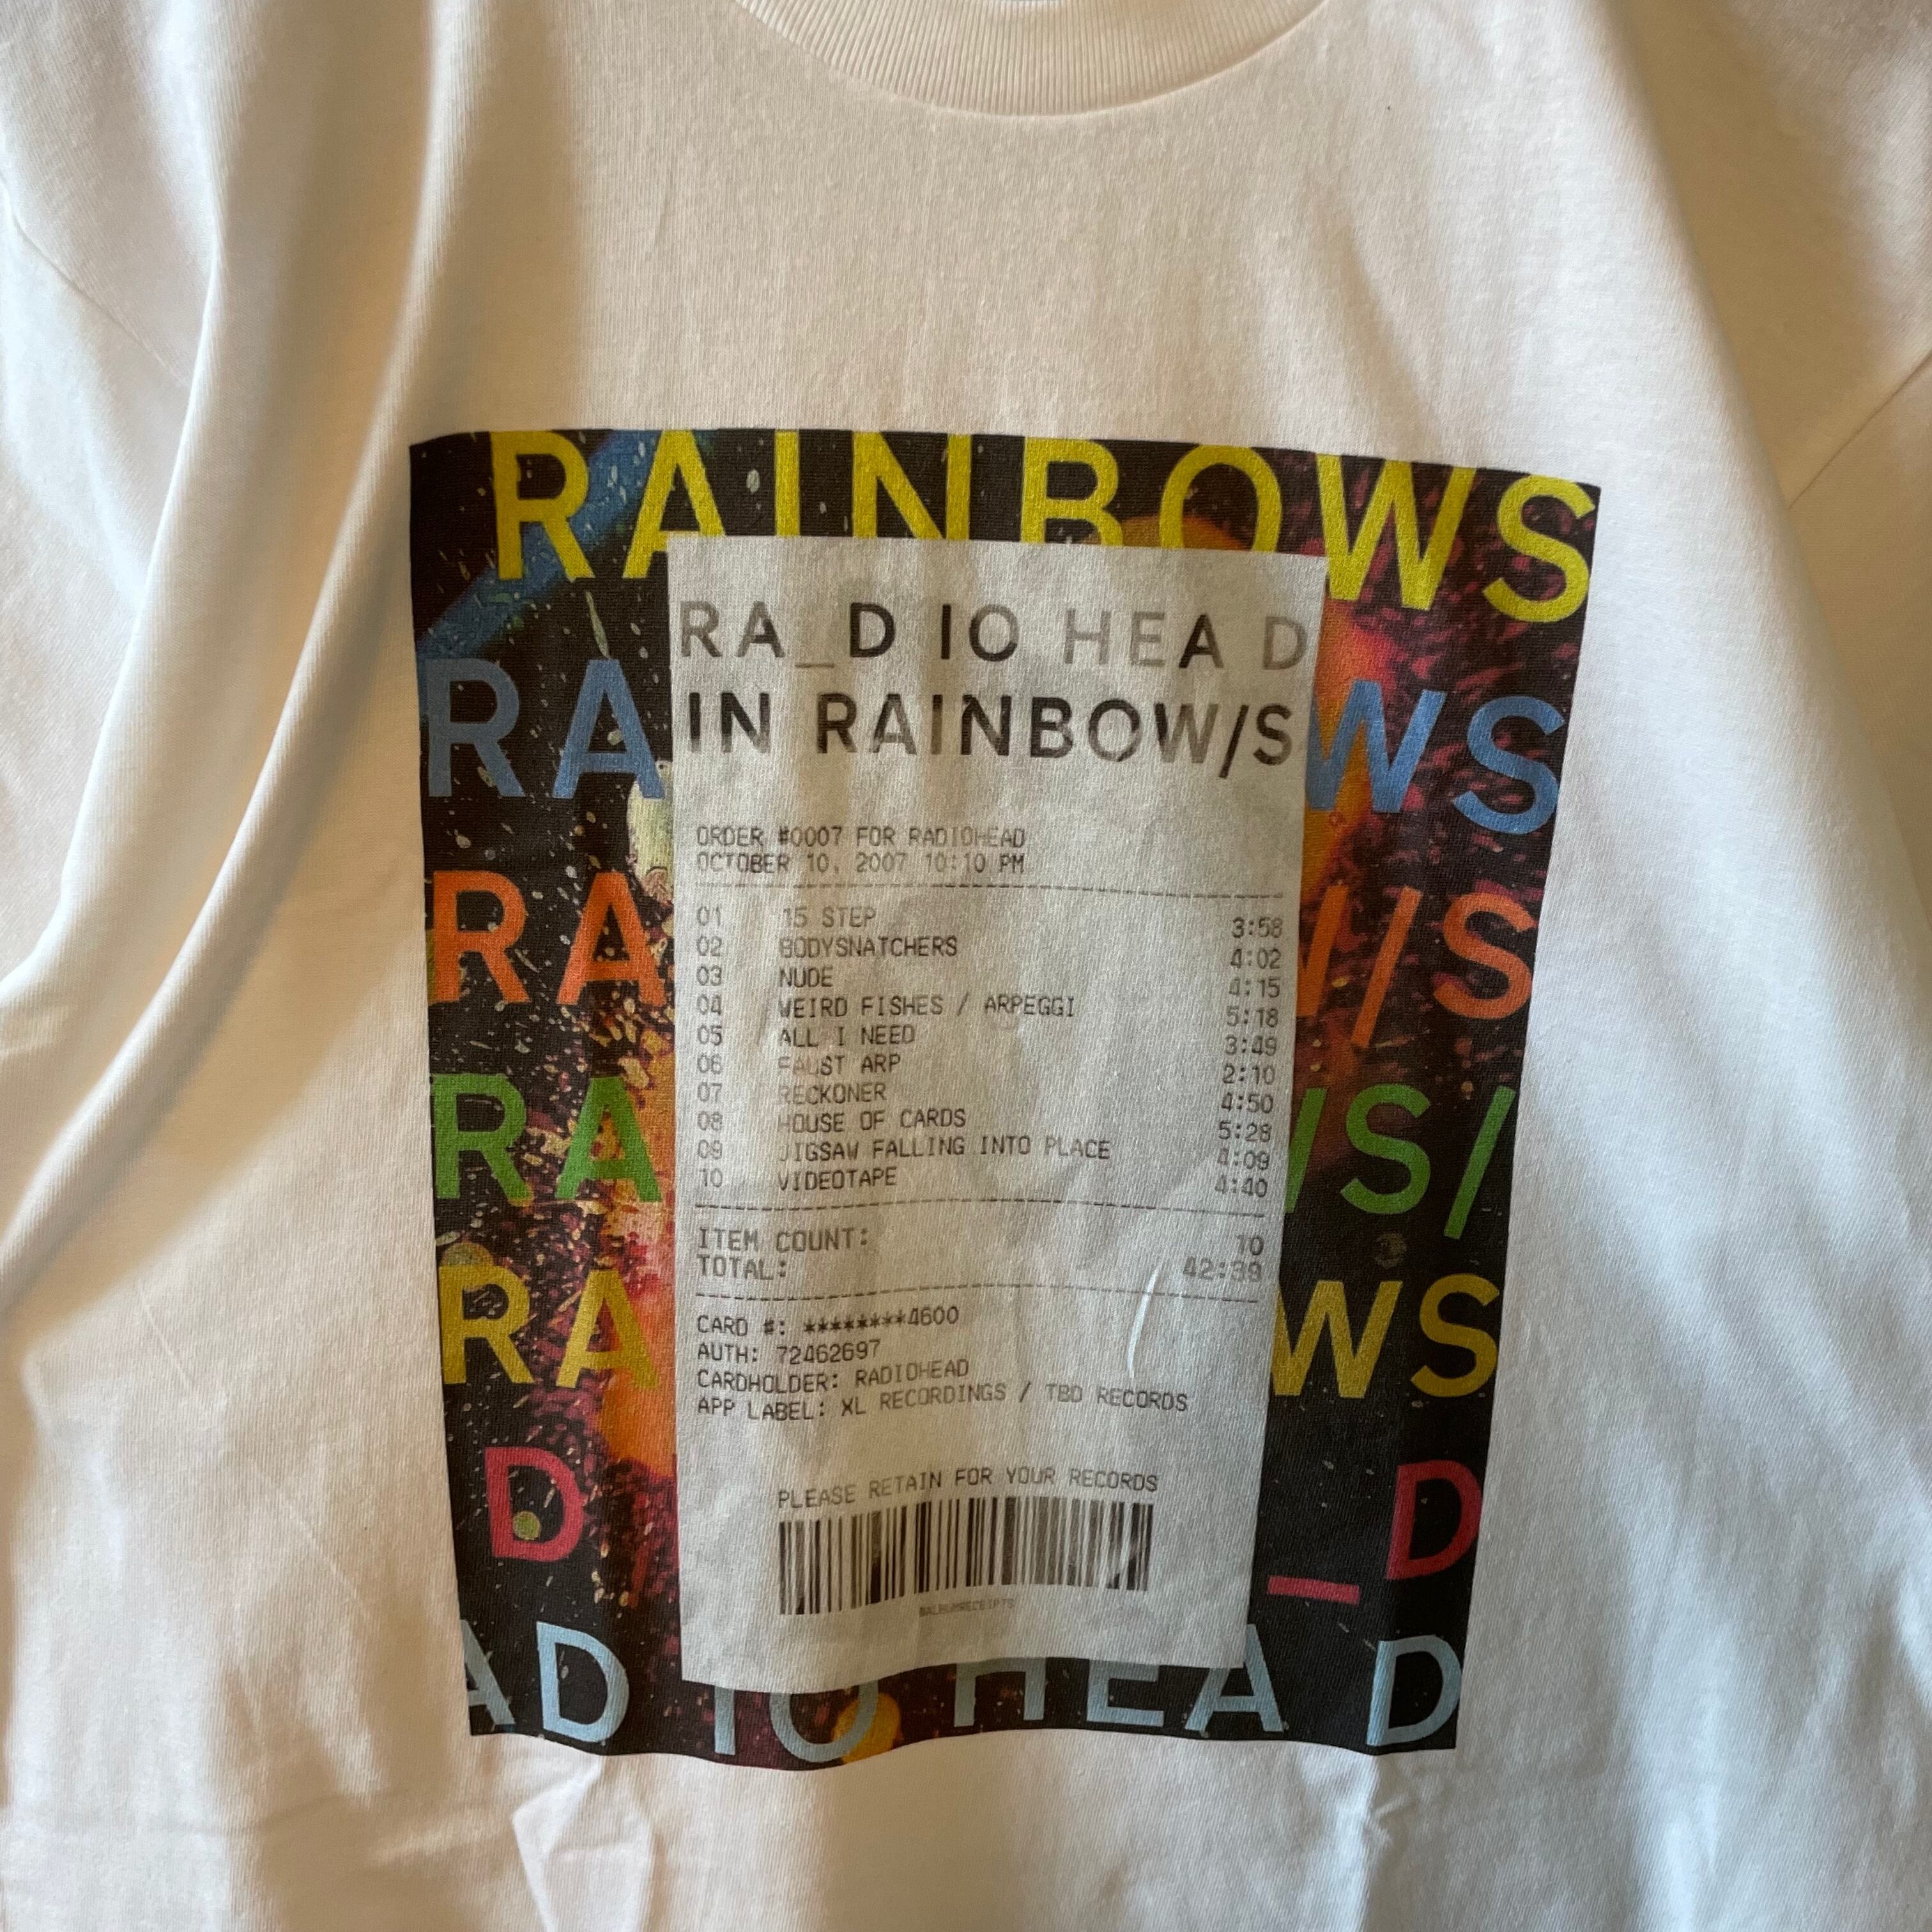 RAINBOWS
RA_D IO HEA D
IN RAINBOW/S
RA WS
ORDER #0007 FOR RADIOHEAD
OCTOBER 10, 2007 10:10 PM
RA /S
01 15 STEP 3:58
02 BODYSNATCHERS 4:02
03 NUDE 4:15
04 WEIRD FISHES / ARPEGGI 5:18
05 ALL I NEED 3:49
06 FAUST ARP 2:10
07 RECKONER 4:50
08 HOUSE OF CARDS 5:28
09 JIGSAW FALLING INTO PLACE 4:09
10 VIDEOTAPE 4:40
RA S/
ITEM COUNT: 10
TOTAL: 42:39
RA WS
CARD #: ********4600
AUTH: 72462697
CARDHOLDER: RADIOHEAD
APP LABEL: XL RECORDINGS / TBD RECORDS
D _D
PLEASE RETAIN FOR YOUR RECORDS
@ALBUMRECEIPTS
AD IO HEA D